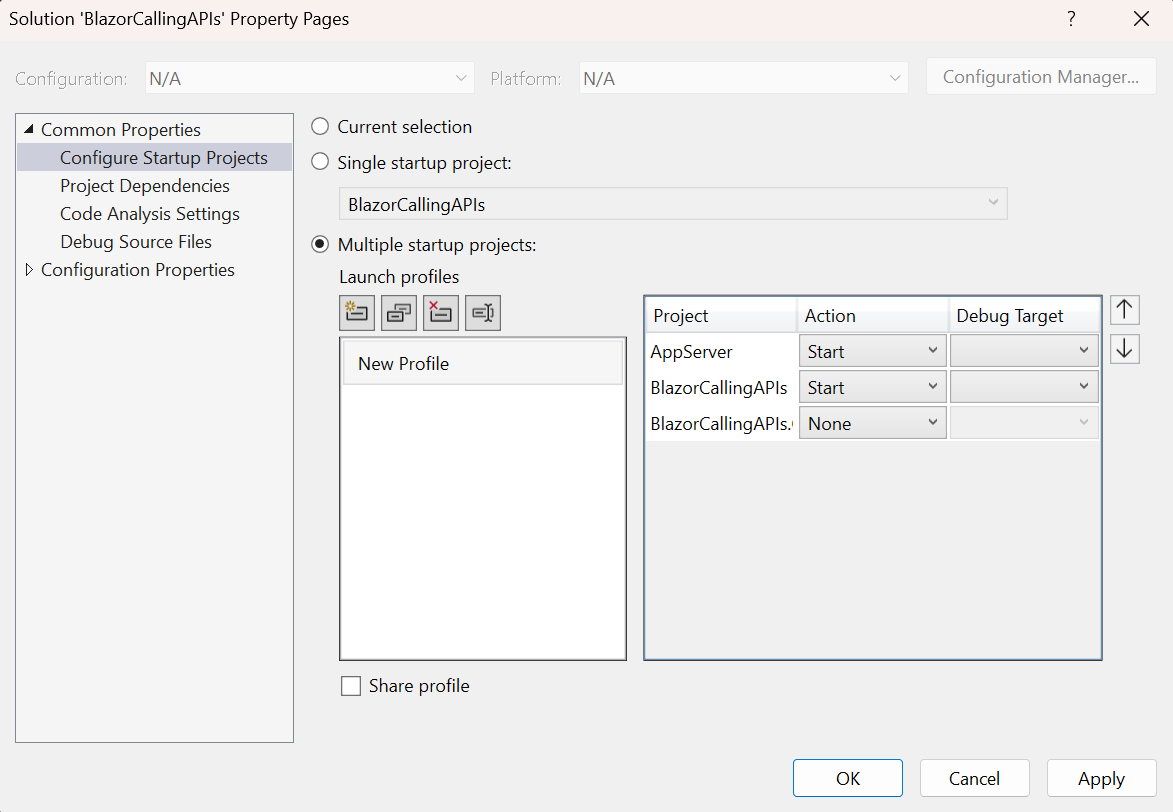 Solution 'BlazorCallingAPIs' Property Pages
?
Configuration: N/A Platform: N/A Configuration Manager...
Common Properties
Configure Startup Projects
Project Dependencies
Code Analysis Settings
Debug Source Files
Configuration Properties
Current selection
Single startup project:
BlazorCallingAPIs
Multiple startup projects:
Launch profiles
New Profile
Project Action Debug Target
AppServer Start
BlazorCallingAPIs Start
BlazorCallingAPIs. None
Share profile
OK Cancel Apply